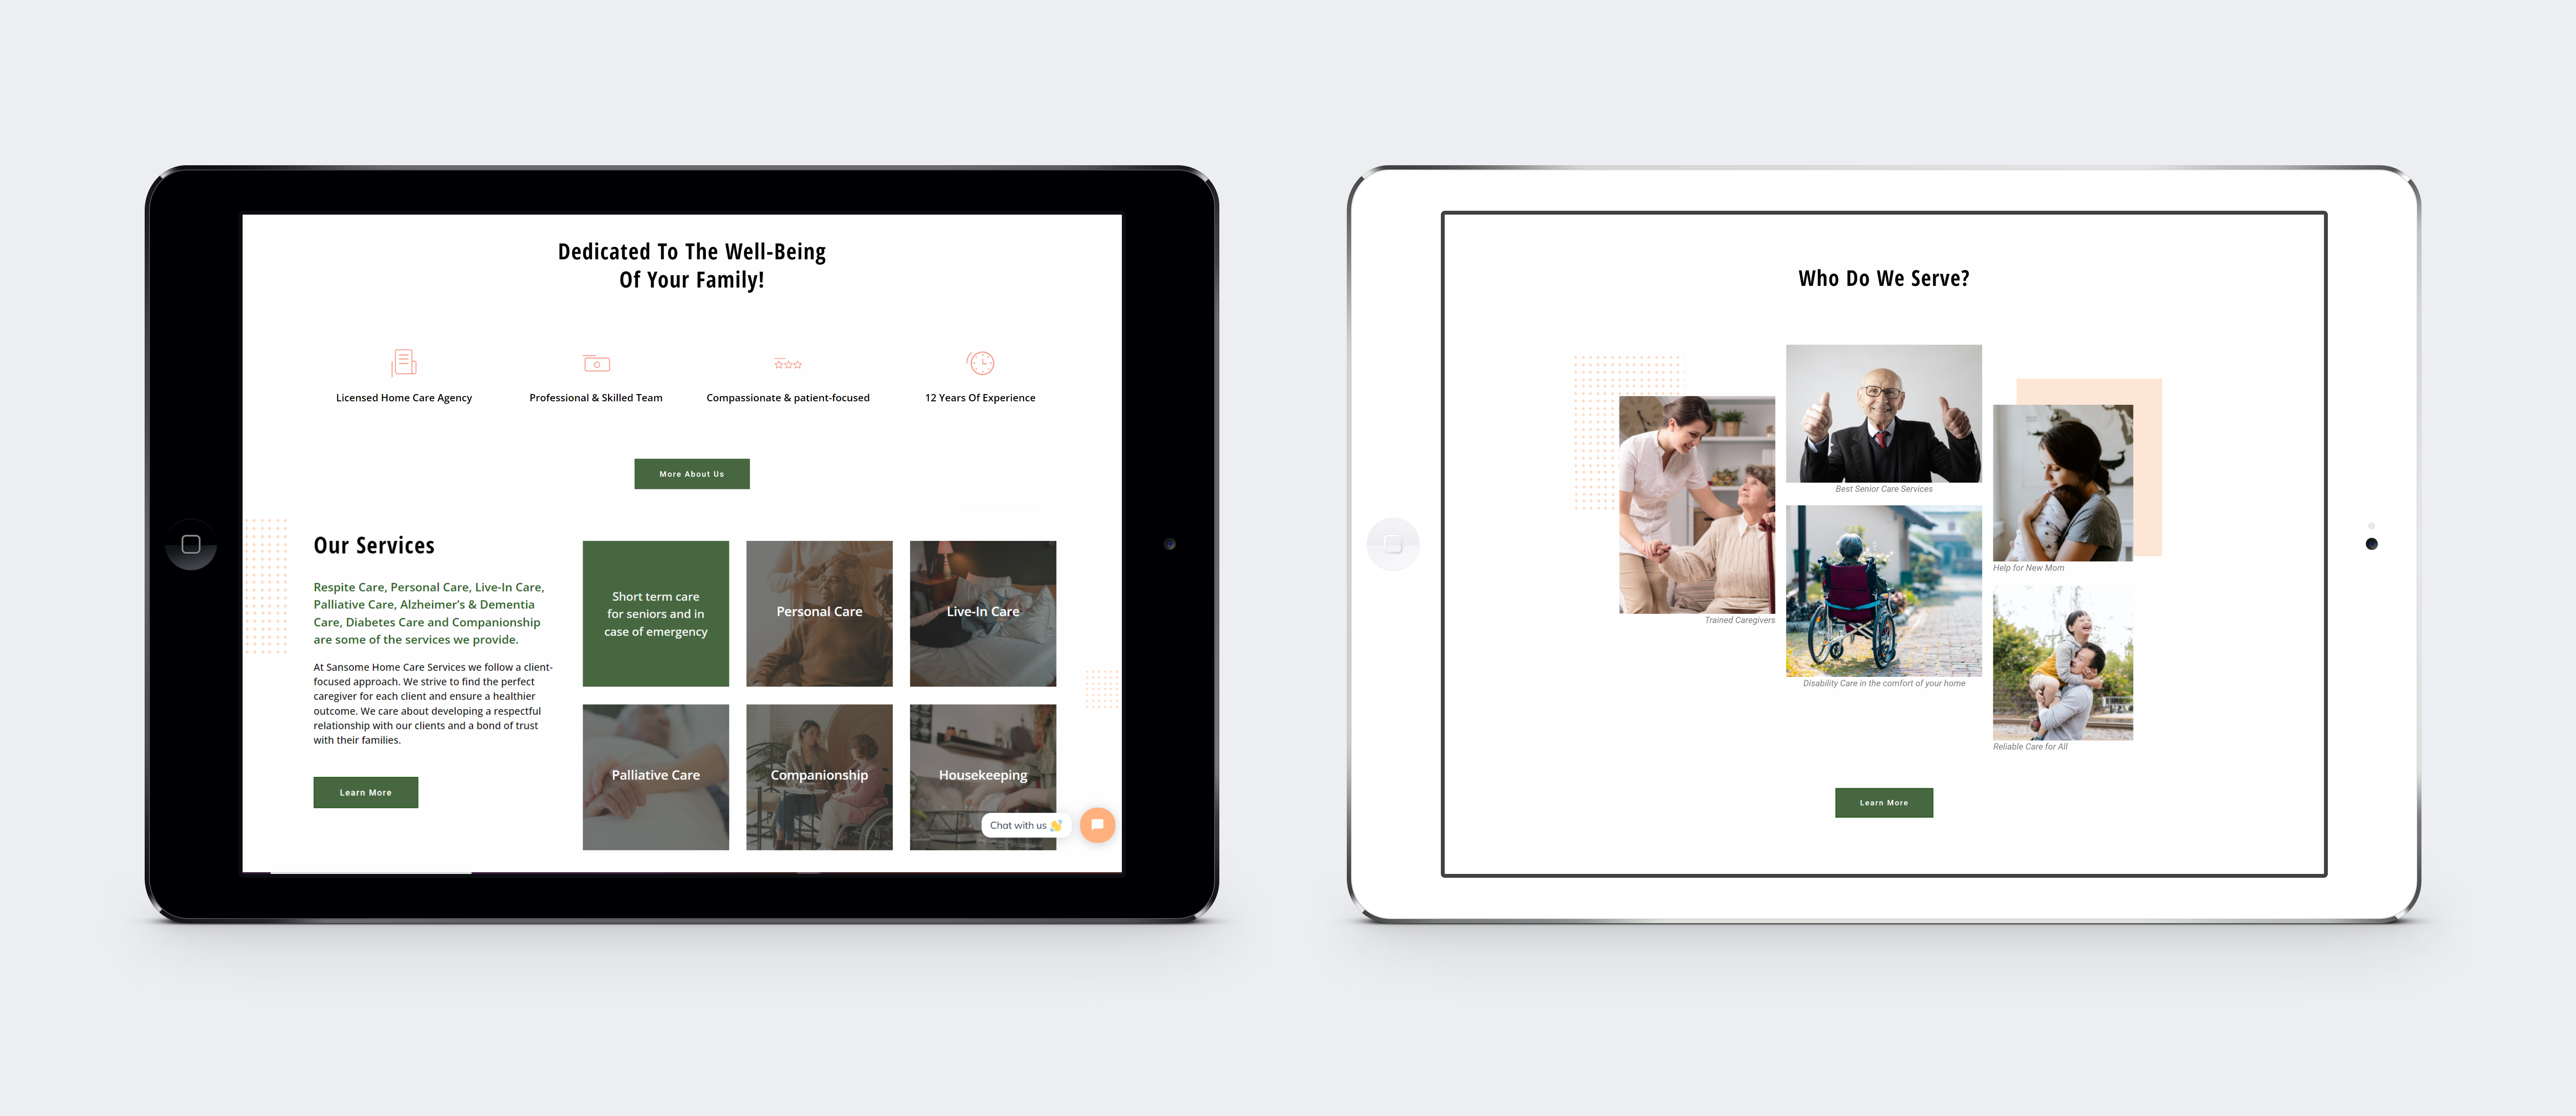 Dedicated To The Well-Being
Of Your Family!
Licensed Home Care Agency
Professional & Skilled Team
Compassionate & patient-focused
12 Years Of Experience
More About Us
Our Services
Respite Care, Personal Care, Live-In Care,
Palliative Care, Alzheimer's & Dementia
Care, Diabetes Care and Companionship
are some of the services we provide.
At Sansome Home Care Services we follow a client-
focused approach. We strive to find the perfect
caregiver for each client and ensure a healthier
outcome. We care about developing a respectful
relationship with our clients and a bond of trust
with their families.
Learn More
Short term care
for seniors and in
case of emergency
Personal Care
Live-In Care
Palliative Care
Companionship
Housekeeping
Chat with us 👋
Who Do We Serve?
Trained Caregivers
Best Senior Care Services
Disability Care in the comfort of your home
Help for New Mom
Reliable Care for All
Learn More